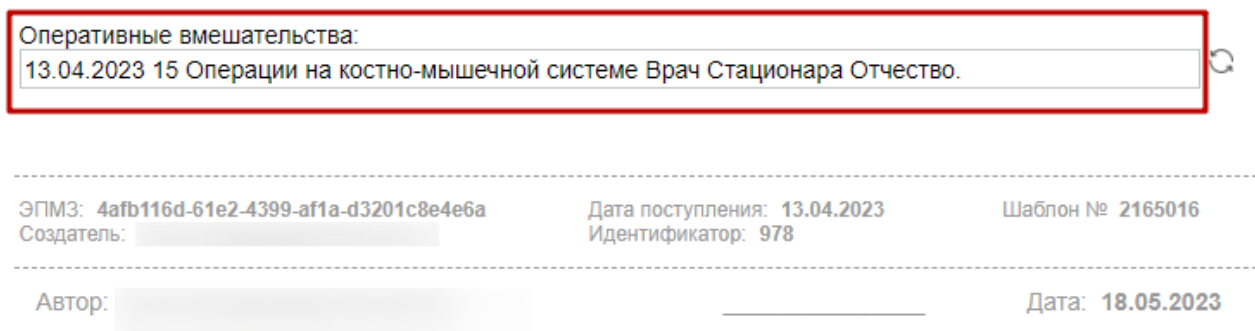 Оперативные вмешательства:
13.04.2023 15 Операции на костно-мышечной системе Врач Стационара Отчество.
ЭПМЗ: 4afb116d-61e2-4399-af1a-d3201c8e4e6a Дата поступления: 13.04.2023 Шаблон № 2165016
Создатель: Идентификатор: 978
Автор: Дата: 18.05.2023